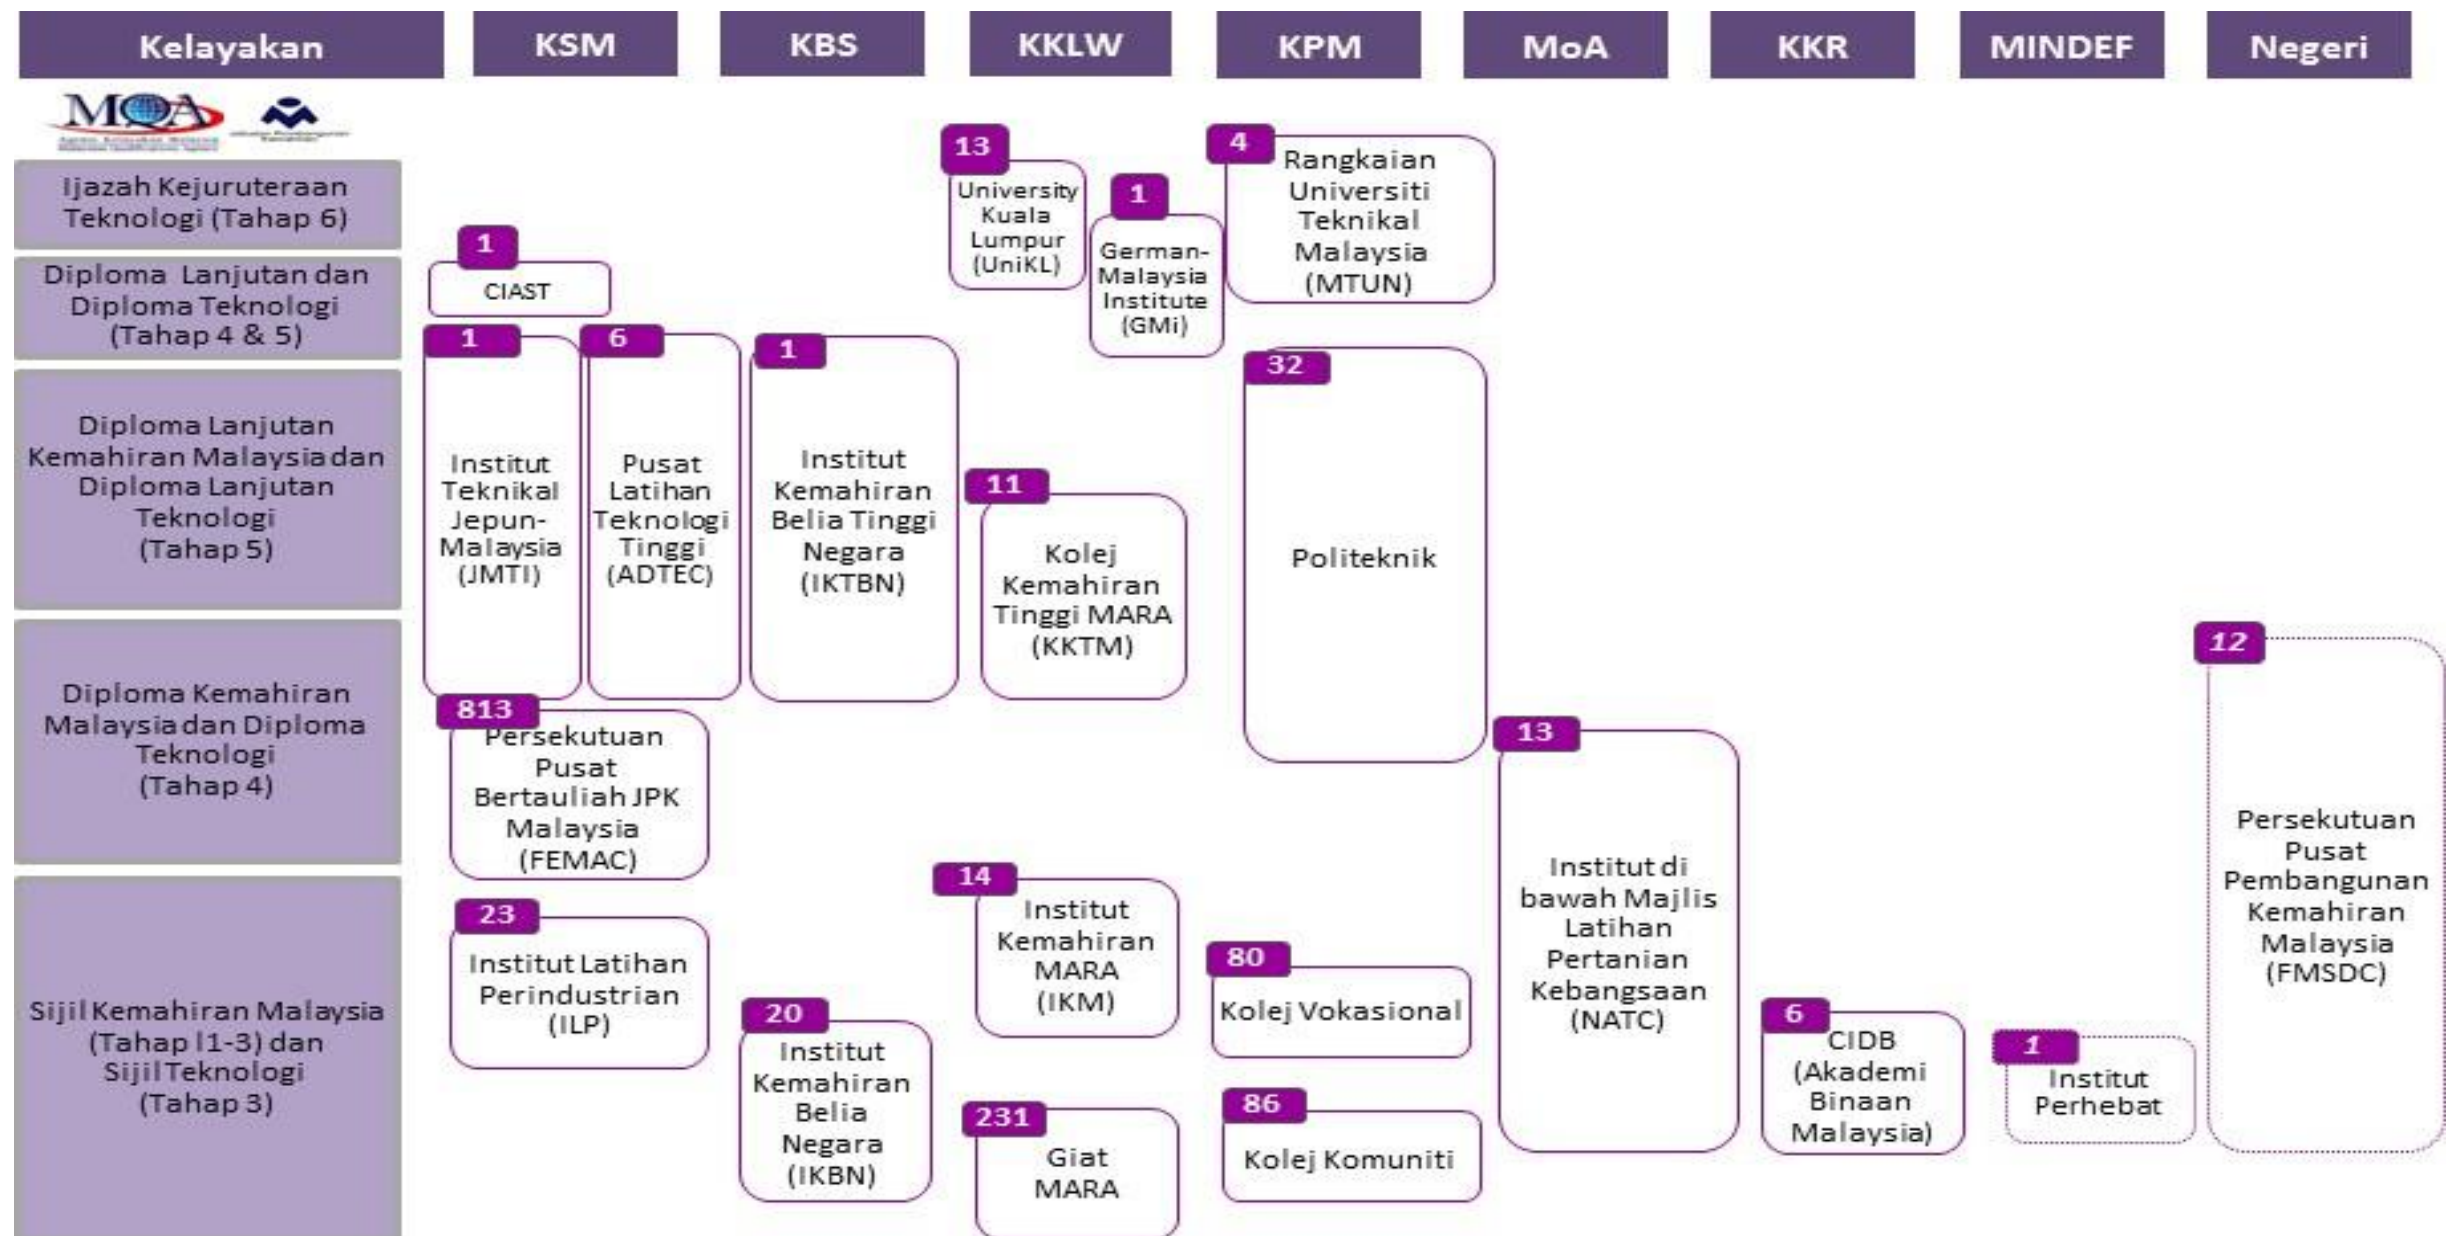 Kelayakan
KSM
KBS
KKLW
KPM
MoA
KKR
MINDEF
Negeri
MQA
Ijazah Kejuruteraan
Teknologi (Tahap 6)
Diploma Lanjutan dan
Diploma Teknologi
(Tahap 4 & 5)
Diploma Lanjutan
Kemahiran Malaysia dan
Diploma Lanjutan
Teknologi
(Tahap 5)
Diploma Kemahiran
Malaysia dan Diploma
Teknologi
(Tahap 4)
Sijil Kemahiran Malaysia
(Tahap l1-3) dan
Sijil Teknologi
(Tahap 3)
1
CIAST
1
Institut
Teknikal
Jepun-
Malaysia
(JMTI)
6
Pusat
Latihan
Teknologi
Tinggi
(ADTEC)
813
Persekutuan
Pusat
Bertauliah JPK
Malaysia
(FEMAC)
23
Institut Latihan
Perindustrian
(ILP)
1
Institut
Kemahiran
Belia Tinggi
Negara
(IKTBN)
20
Institut
Kemahiran
Belia
Negara
(IKBN)
13
University
Kuala
Lumpur
(UniKL)
1
German-
Malaysia
Institute
(GMi)
11
Kolej
Kemahiran
Tinggi MARA
(KKTM)
14
Institut
Kemahiran
MARA
(IKM)
231
Giat
MARA
4
Rangkaian
Universiti
Teknikal
Malaysia
(MTUN)
32
Politeknik
80
Kolej Vokasional
86
Kolej Komuniti
13
Institut di
bawah Majlis
Latihan
Pertanian
Kebangsaan
(NATC)
6
CIDB
(Akademi
Binaan
Malaysia)
1
Institut
Perhebat
12
Persekutuan
Pusat
Pembangunan
Kemahiran
Malaysia
(FMSDC)